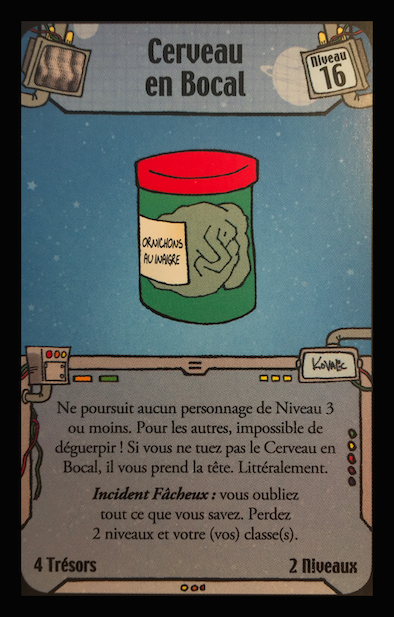 Cerveau
en Bocal
Niveau
16
ORNICHONS
AU INAIGRE
KOVALIC
Ne poursuit aucun personnage de Niveau 3
ou moins. Pour les autres, impossible de
déguerpir ! Si vous ne tuez pas le Cerveau en
Bocal, il vous prend la tête. Littéralement.
Incident Fâcheux : vous oubliez
tout ce que vous savez. Perdez
2 niveaux et votre (vos) classe(s).
4 Trésors
2 Niveaux